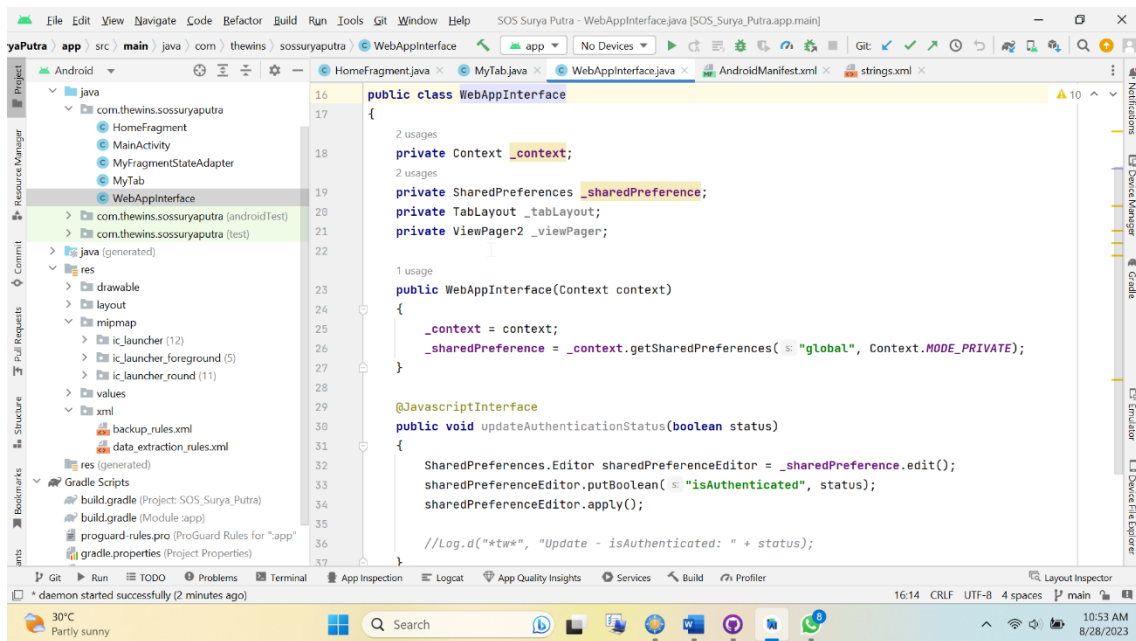 File Edit View Navigate Code Refactor Build Run Tools Git Window Help SOS Surya Putra - WebAppInterface.java [SOS_Surya_Putra.app.main]
yaPutra app src main java com thewins sossuryaputra WebAppInterface app No Devices Git:
Android HomeFragment.java MyTab.java WebAppInterface.java AndroidManifest.xml strings.xml
Project
Resource Manager
Commit
Pull Requests
Structure
Bookmarks
ants
java
com.thewins.sossuryaputra
HomeFragment
MainActivity
MyFragmentStateAdapter
MyTab
WebAppInterface
com.thewins.sossuryaputra (androidTest)
com.thewins.sossuryaputra (test)
java (generated)
res
drawable
layout
mipmap
ic_launcher (12)
ic_launcher_foreground (5)
ic_launcher_round (11)
values
xml
backup_rules.xml
data_extraction_rules.xml
res (generated)
Gradle Scripts
build.gradle (Project: SOS_Surya_Putra)
build.gradle (Module :app)
proguard-rules.pro (ProGuard Rules for ":app"
gradle.properties (Project Properties)
16 public class WebAppInterface 10
17 {
2 usages
18 private Context _context;
2 usages
19 private SharedPreferences _sharedPreference;
20 private TabLayout _tabLayout;
21 private ViewPager2 _viewPager;
22
1 usage
23 public WebAppInterface(Context context)
24 {
25 _context = context;
26 _sharedPreference = _context.getSharedPreferences( s: "global", Context.MODE_PRIVATE);
27 }
28
29 @JavascriptInterface
30 public void updateAuthenticationStatus(boolean status)
31 {
32 SharedPreferences.Editor sharedPreferenceEditor = _sharedPreference.edit();
33 sharedPreferenceEditor.putBoolean( s: "isAuthenticated", status);
34 sharedPreferenceEditor.apply();
35
36 //Log.d("*tw*", "Update - isAuthenticated: " + status);
37 }
Notifications
Device Manager
Gradle
Emulator
Device File Explorer
Git Run TODO Problems Terminal App Inspection Logcat App Quality Insights Services Build Profiler Layout Inspector
* daemon started successfully (2 minutes ago) 16:14 CRLF UTF-8 4 spaces main
30°C
Partly sunny
Search
8
10:53 AM
8/28/2023